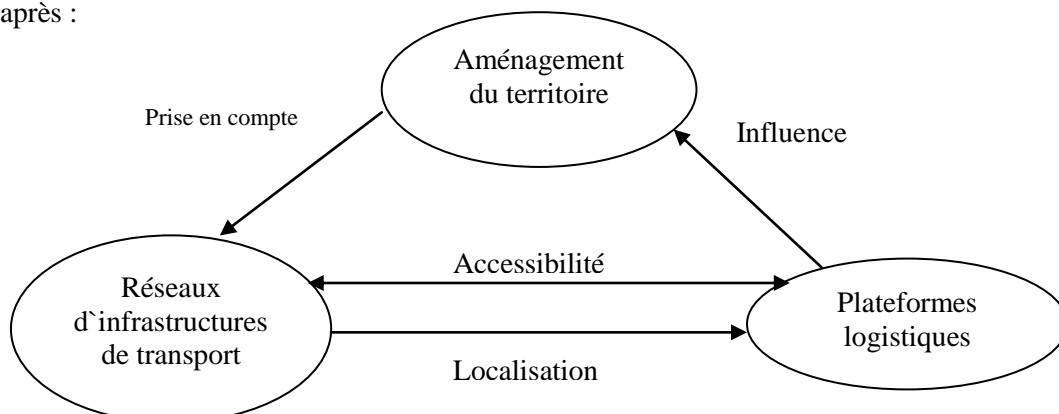 après :
Aménagement
du territoire
Prise en compte
Influence
Accessibilité
Réseaux
d`infrastructures
de transport
Plateformes
logistiques
Localisation